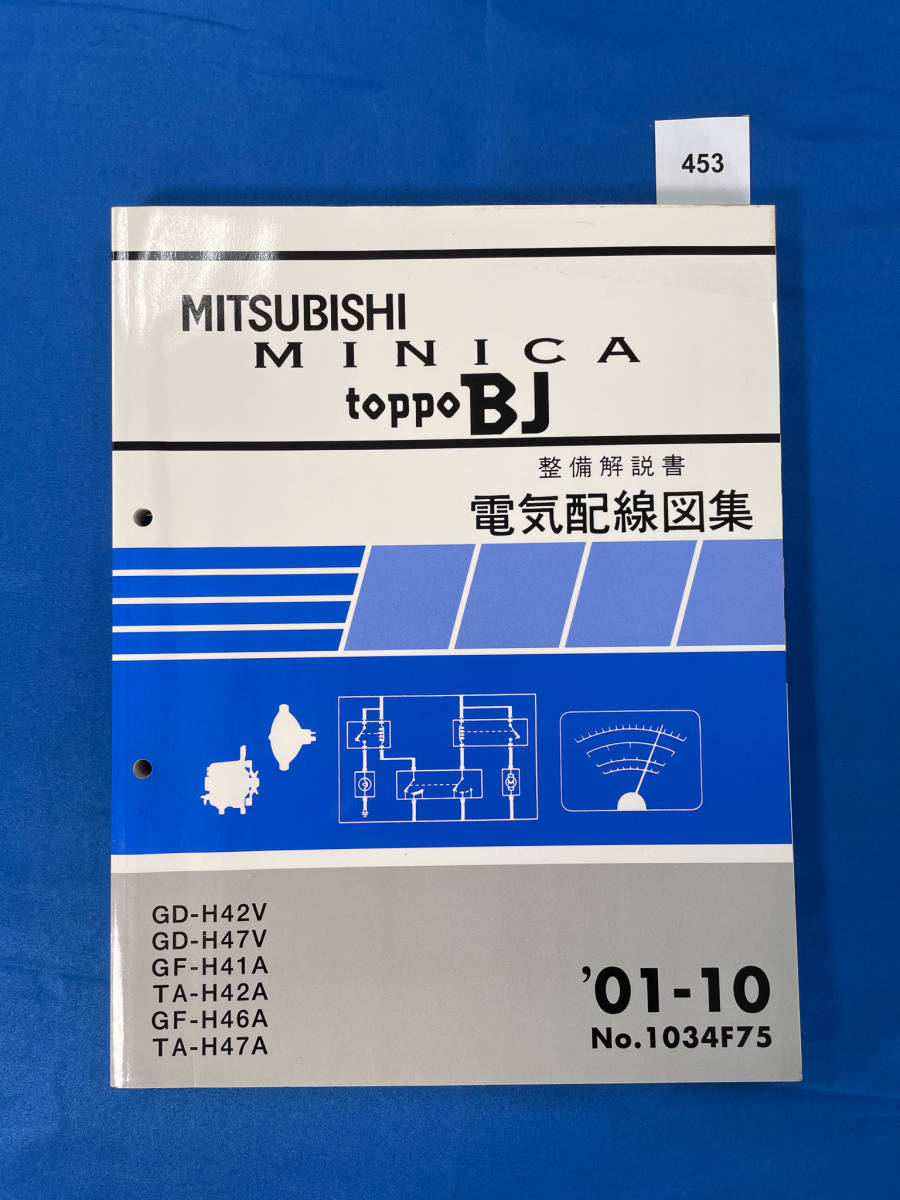 453
MITSUBISHI
MINICA
toppo BJ
整備解説書
電気配線図集
M
GD-H42V
GD-H47V
GF-H41A
TA-H42A
GF-H46A
TA-H47A
'01-10
No.1034F75